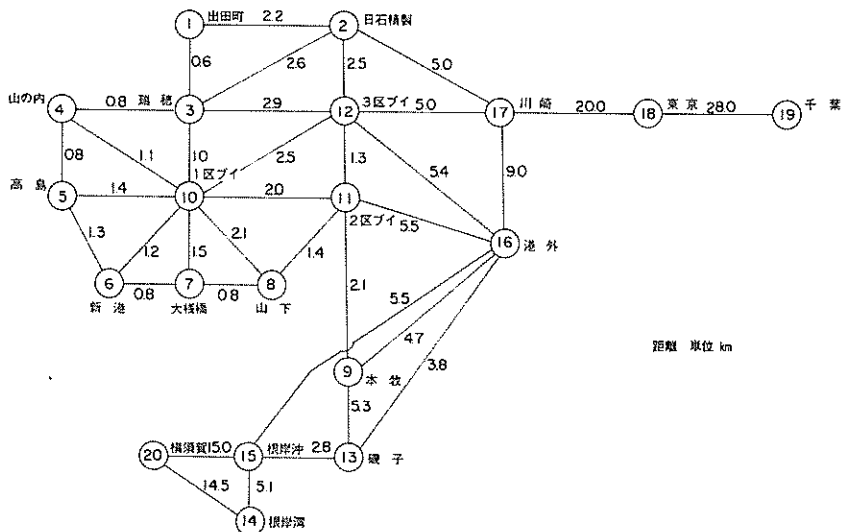 1 出田町 2.2 2 日石精製
0.6 2.6 2.5 5.0
山の内 4 0.8 瑞穂 3 2.9 12 3区ブイ 5.0 17 川崎 20.0 18 東京 28.0 19 千葉
0.8 1.1 1.0 2.5 1.3 5.4 9.0
高島 5 1.4 10 1区ブイ 2.0 11 2区ブイ 5.5 16 港外
1.3 1.2 1.5 2.1 1.4 2.1
6 0.8 7 0.8 8
新港 大桟橋 山下
5.5 4.7 3.8
距離 単位 km
9 本牧
5.3
20 横須賀 15.0 15 根岸沖 2.8 13 磯子
14.5 5.1
14 根岸湾